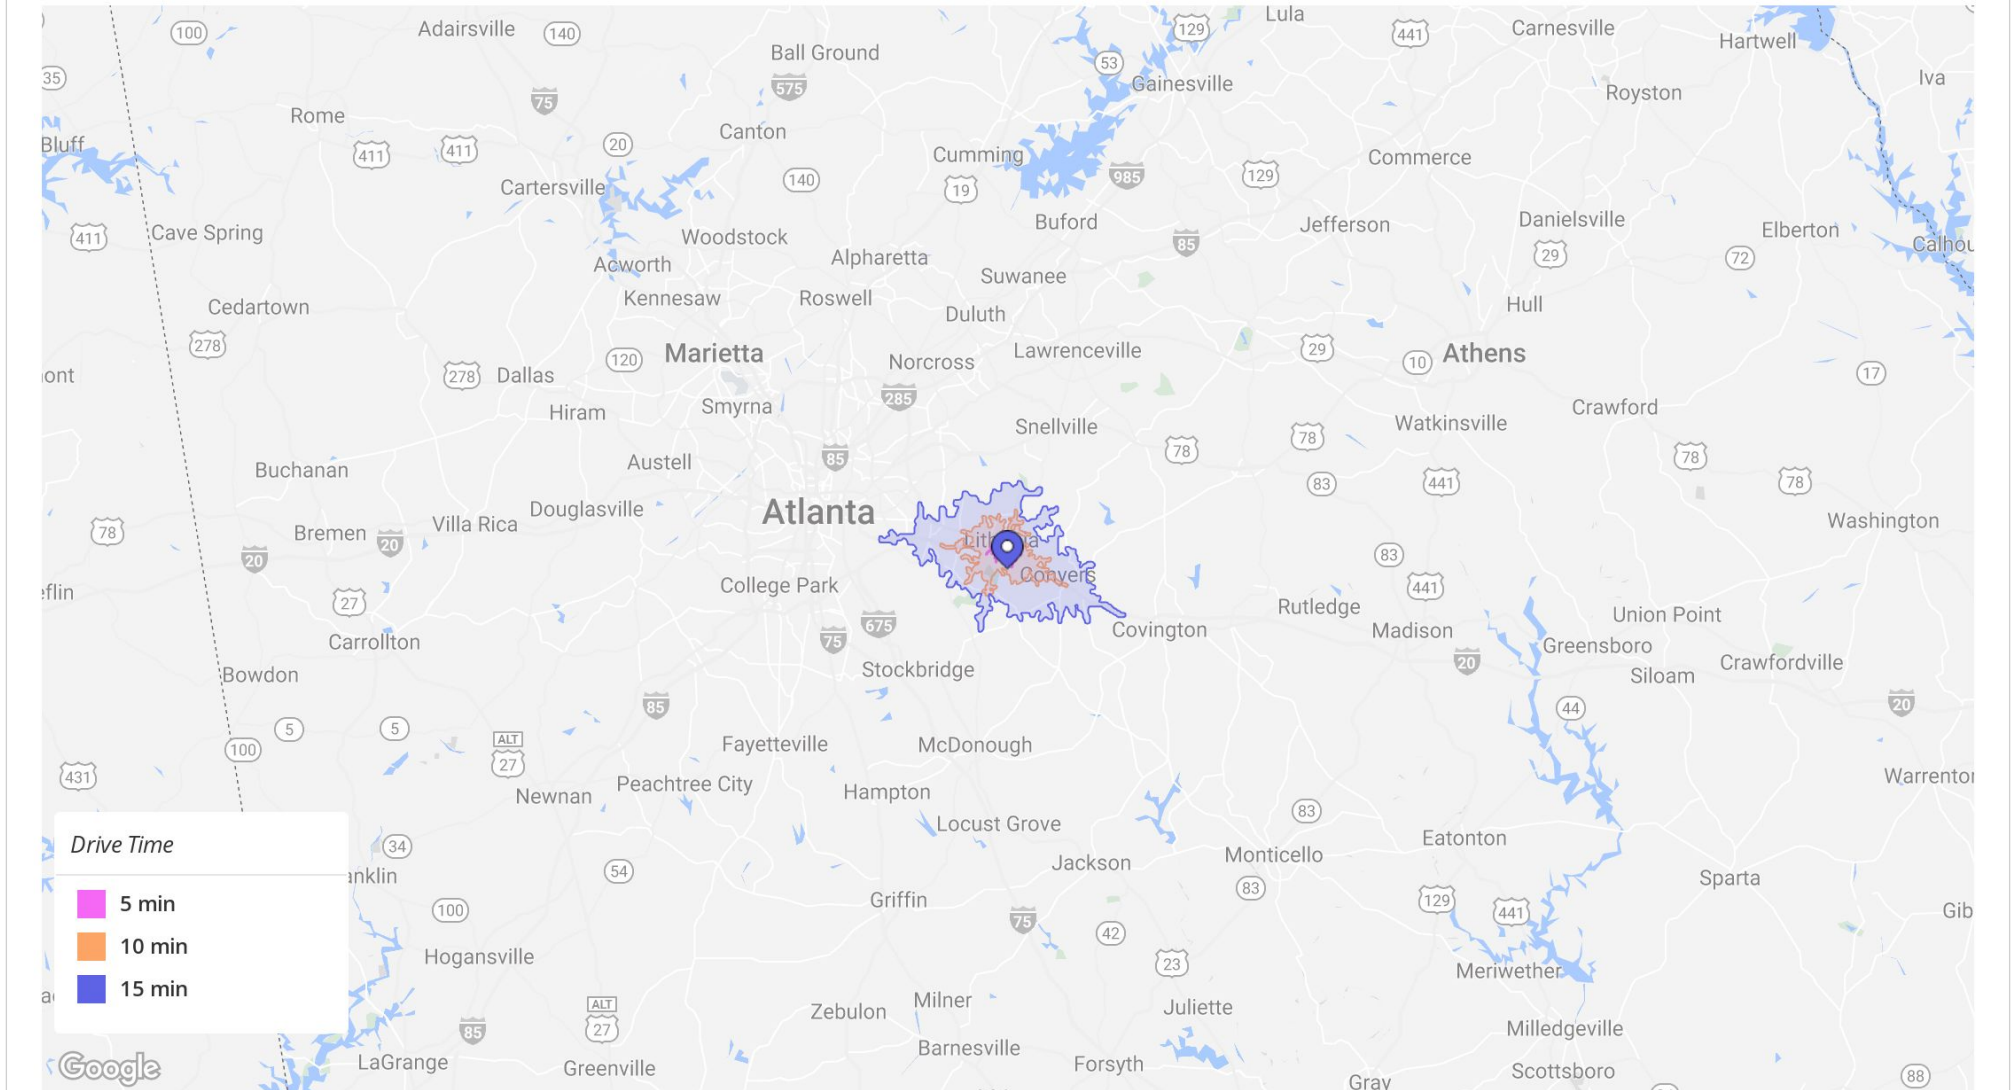 Lula
100
Adairsville
140
129
441
Carnesville
Hartwell
Ball Ground
53
35
575
Gainesville
Iva
75
Royston
Rome
Canton
20
Bluff
411
411
Cumming
Commerce
140
985
129
Cartersville
19
Danielsville
Buford
Jefferson
Elberton
411
Cave Spring
Woodstock
85
Calhou
29
72
Acworth
Alpharetta
Suwanee
Kennesaw
Roswell
Hull
Cedartown
Duluth
278
Marietta
Lawrenceville
29
Athens
120
Norcross
10
ont
278
Dallas
17
285
Smyrna
Crawford
Hiram
Snellville
Watkinsville
78
78
85
78
Austell
Buchanan
83
441
78
Atlanta
Douglasville
Villa Rica
Washington
78
Bremen
20
20
Conyers
83
College Park
441
eflin
27
Rutledge
Union Point
675
Covington
Madison
75
Carrollton
Greensboro
20
Crawfordville
Stockbridge
Bowdon
Siloam
85
20
44
5
5
100
ALT
27
Fayetteville
McDonough
431
Peachtree City
Warrentor
Newnan
Hampton
83
Locust Grove
Drive Time
34
Eatonton
Monticello
Jackson
54
anklin
Sparta
83
5 min
Griffin
129
441
100
75
Gib
42
10 min
Hogansville
23
Meriwether
15 min
ac
ALT
27
Milner
Juliette
Zebulon
85
Milledgeville
Barnesville
LaGrange
Greenville
Forsyth
Scottsboro
Google
88
Gray